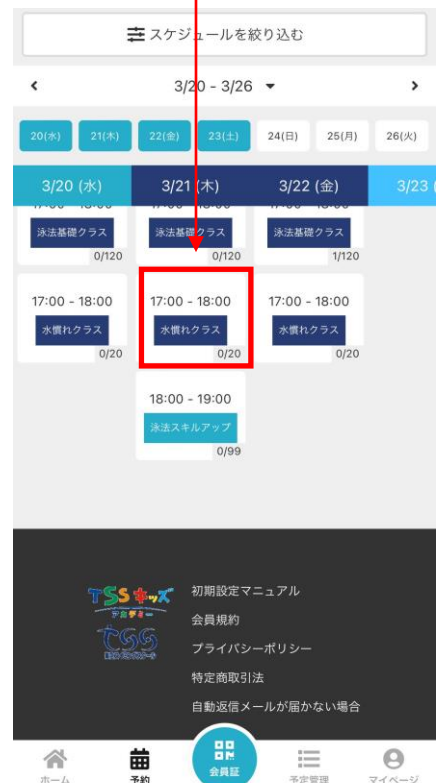 スケジュールを絞り込む
3/20 - 3/26
20(水) 21(木) 22(金) 23(土) 24(日) 25(月) 26(火)
3/20 (水) 3/21 (木) 3/22 (金) 3/23 (
泳法基礎クラス 泳法基礎クラス 泳法基礎クラス
0/120 0/120 1/120
17:00 - 18:00 17:00 - 18:00 17:00 - 18:00
水慣れクラス 水慣れクラス 水慣れクラス
0/20 0/20 0/20
18:00 - 19:00
泳法スキルアップ
0/99
TSSキッズ
アカデミー
初期設定マニュアル
会員規約
プライバシーポリシー
特定商取引法
自動返信メールが届かない場合
ホーム 予約 会員証 予定管理 マイページ